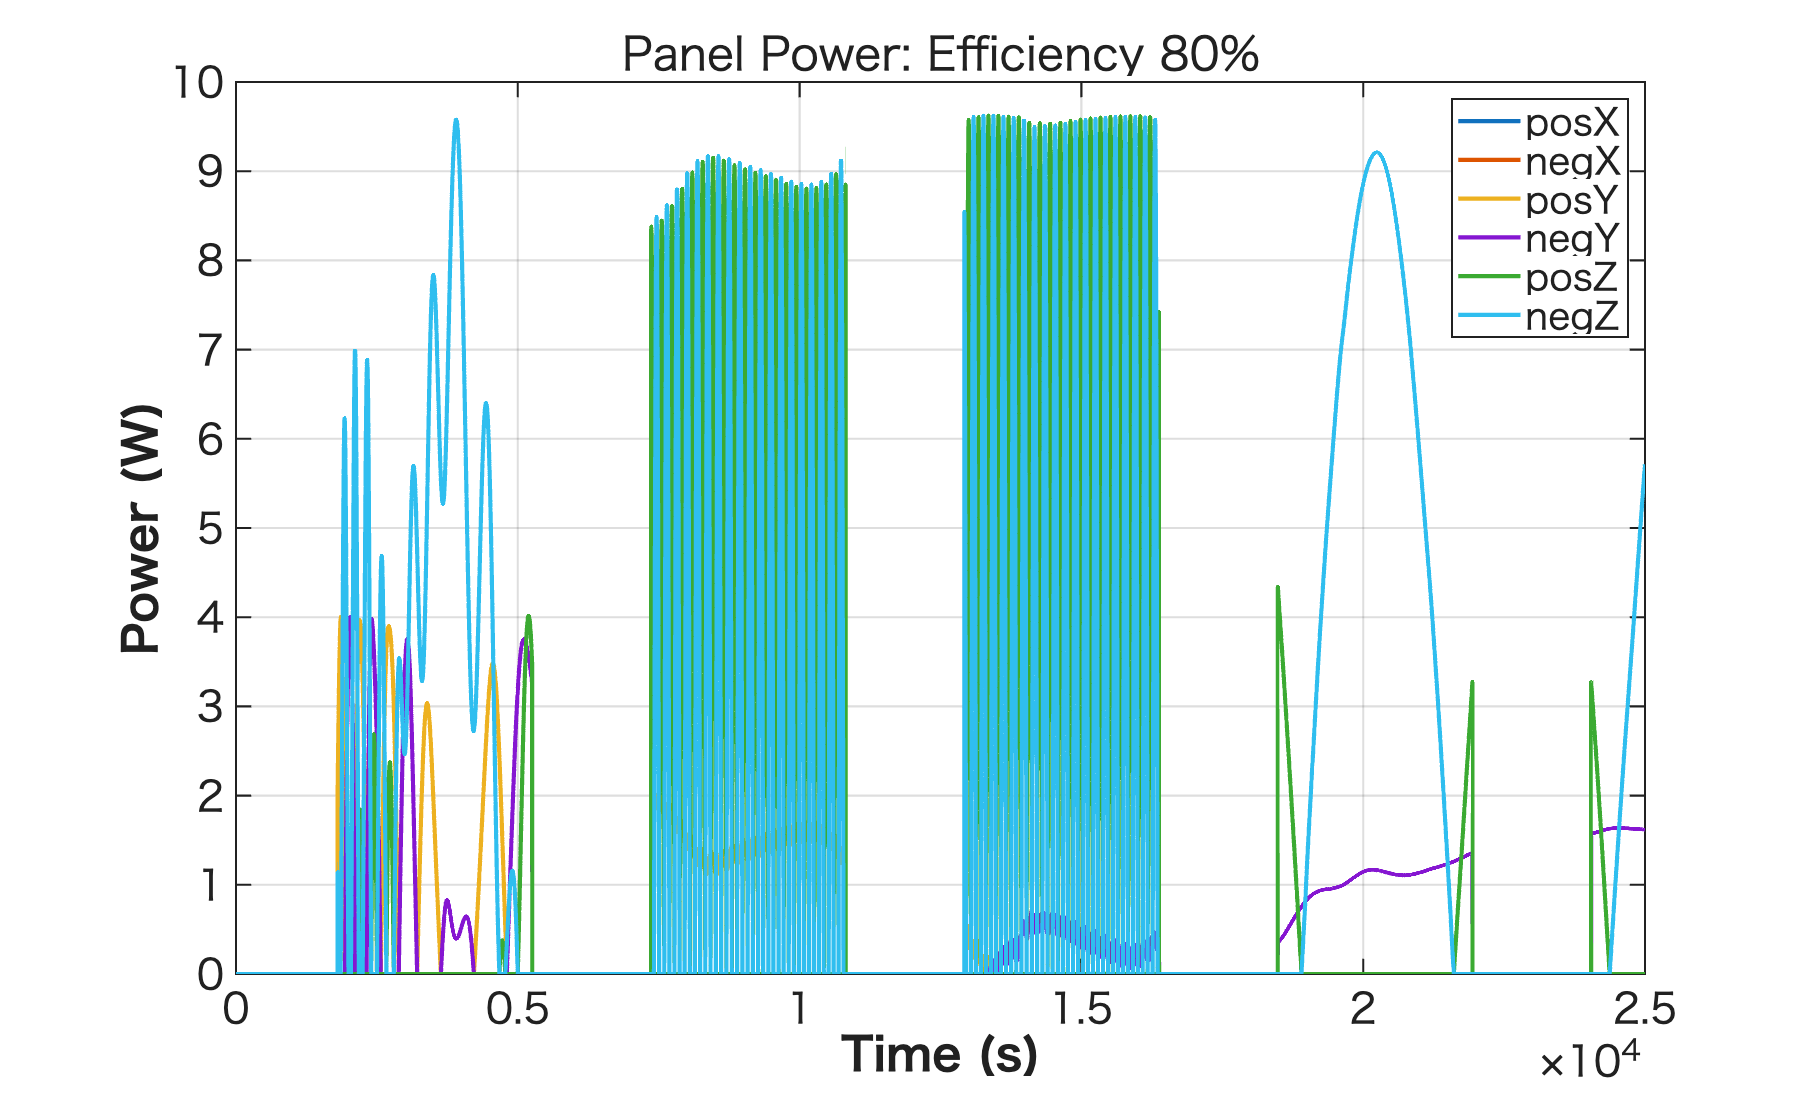 Panel Power: Efficiency 80%
10
9
8
7
6
5
4
3
2
1
0
Power (W)
posX
negX
posY
negY
posZ
negZ
0 0.5 1 1.5 2 2.5
Time (s)
×10⁴